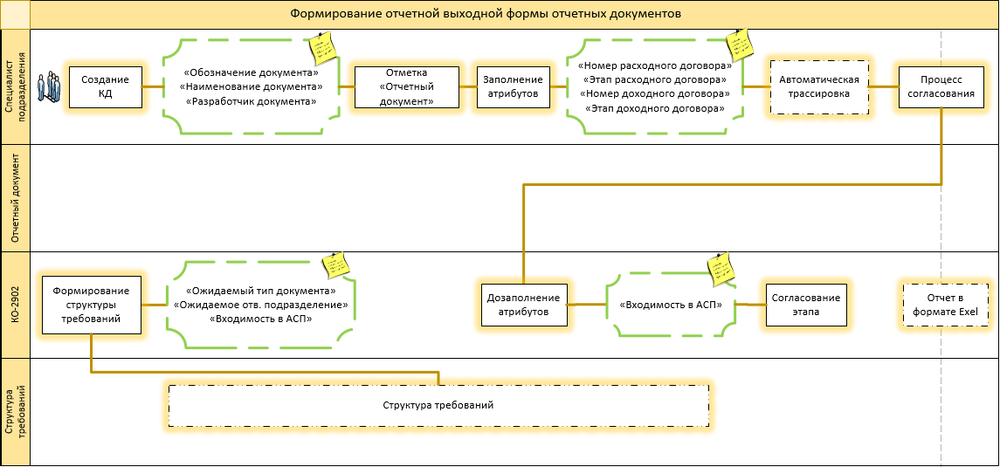 Формирование отчетной выходной формы отчетных документов
Специалист
подразделения
Создание
КД
«Обозначение документа»
«Наименование документа»
«Разработчик документа»
Отметка
«Отчетный
документ»
Заполнение
атрибутов
«Номер расходного договора»
«Этап расходного договора»
«Номер доходного договора»
«Этап доходного договора»
Автоматическая
трассировка
Процесс
согласования
Отчетный документ
КО-2902
Формирование
структуры
требований
«Ожидаемый тип документа»
«Ожидаемое отв. подразделение»
«Входимость в АСП»
Дозаполнение
атрибутов
«Входимость в АСП»
Согласование
этапа
Отчет в
формате Exel
Структура
требований
Структура требований